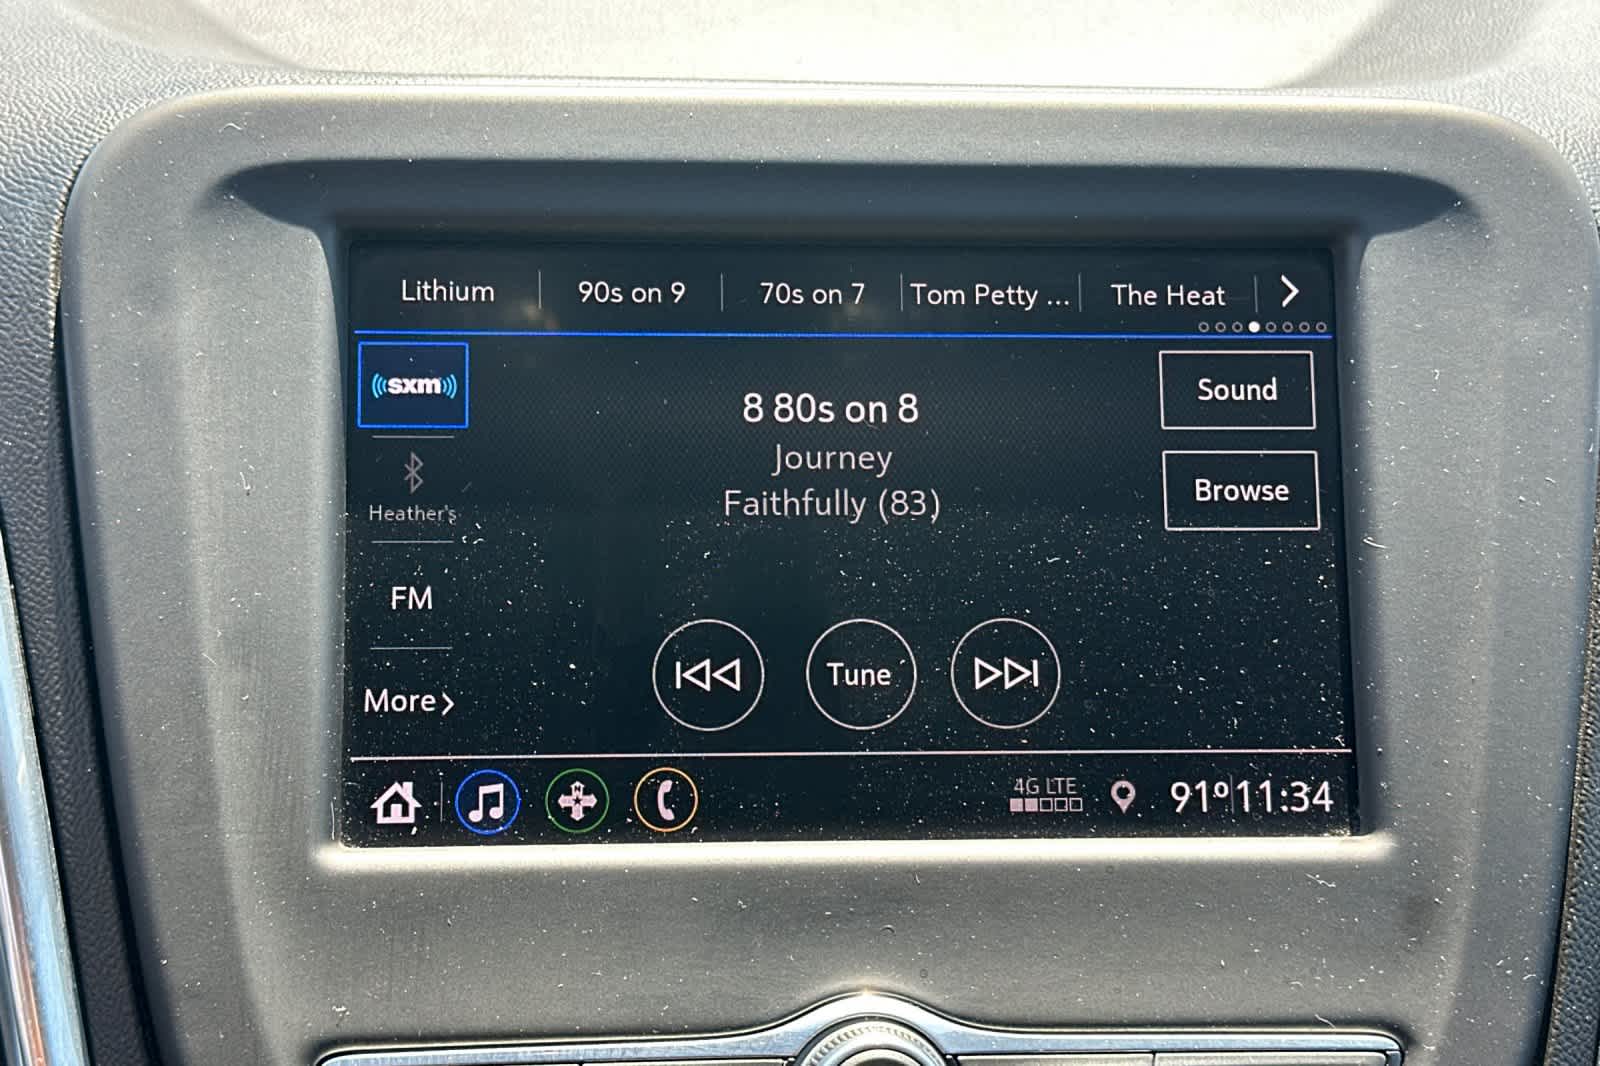 Lithium 90s on 9 70s on 7 Tom Petty ... The Heat
sxm
8 80s on 8
Journey
Faithfully (83)
Sound
Browse
Heather's
FM
More
Tune
N
4G LTE
91° 11:34